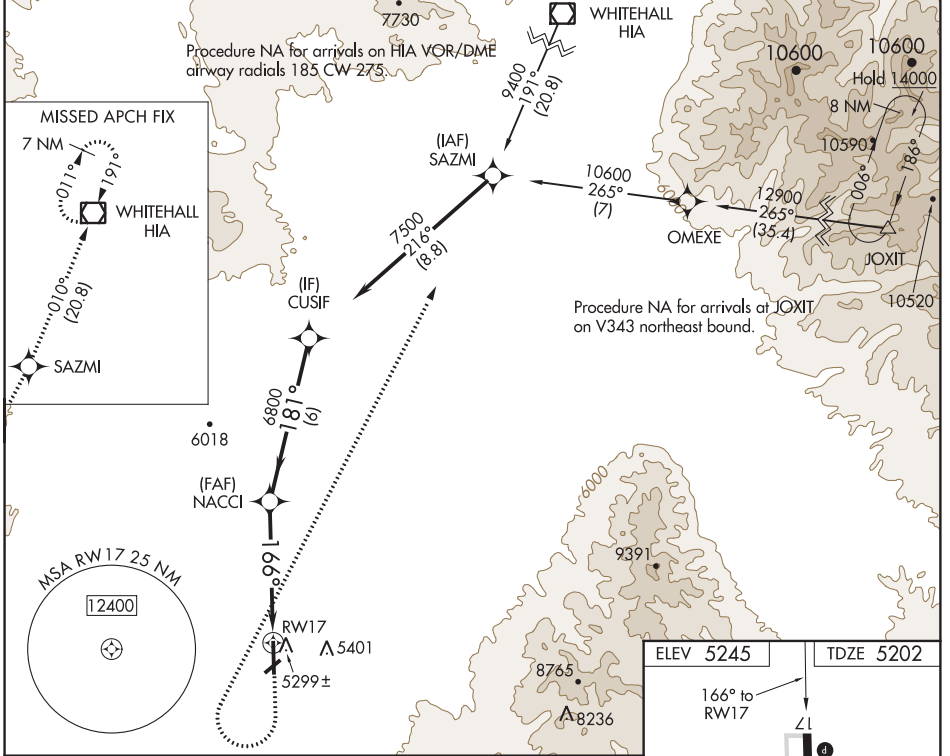 7730
WHITEHALL
HIA
Procedure NA for arrivals on HIA VOR/DME
airway radials 185 CW 275.
9400
191°
(20.8)
10600
10600
Hold 14000
8 NM
10590
186°
006°
MISSED APCH FIX
7 NM
011°
191°
WHITEHALL
HIA
010°
(20.8)
SAZMI
(IAF)
SAZMI
10600
265°
(7)
6000
OMEXE
12900
265°
(35.4)
JOXIT
10520
7500
216°
(8.8)
(IF)
CUSIF
Procedure NA for arrivals at JOXIT
on V343 northeast bound.
6800
181°
(6)
6018
(FAF)
NACCI
6000
9391
166°
MSA RW17 25 NM
12400
RW17
5401
5299±
8765
8236
ELEV 5245
TDZE 5202
166° to
RW17
17
P